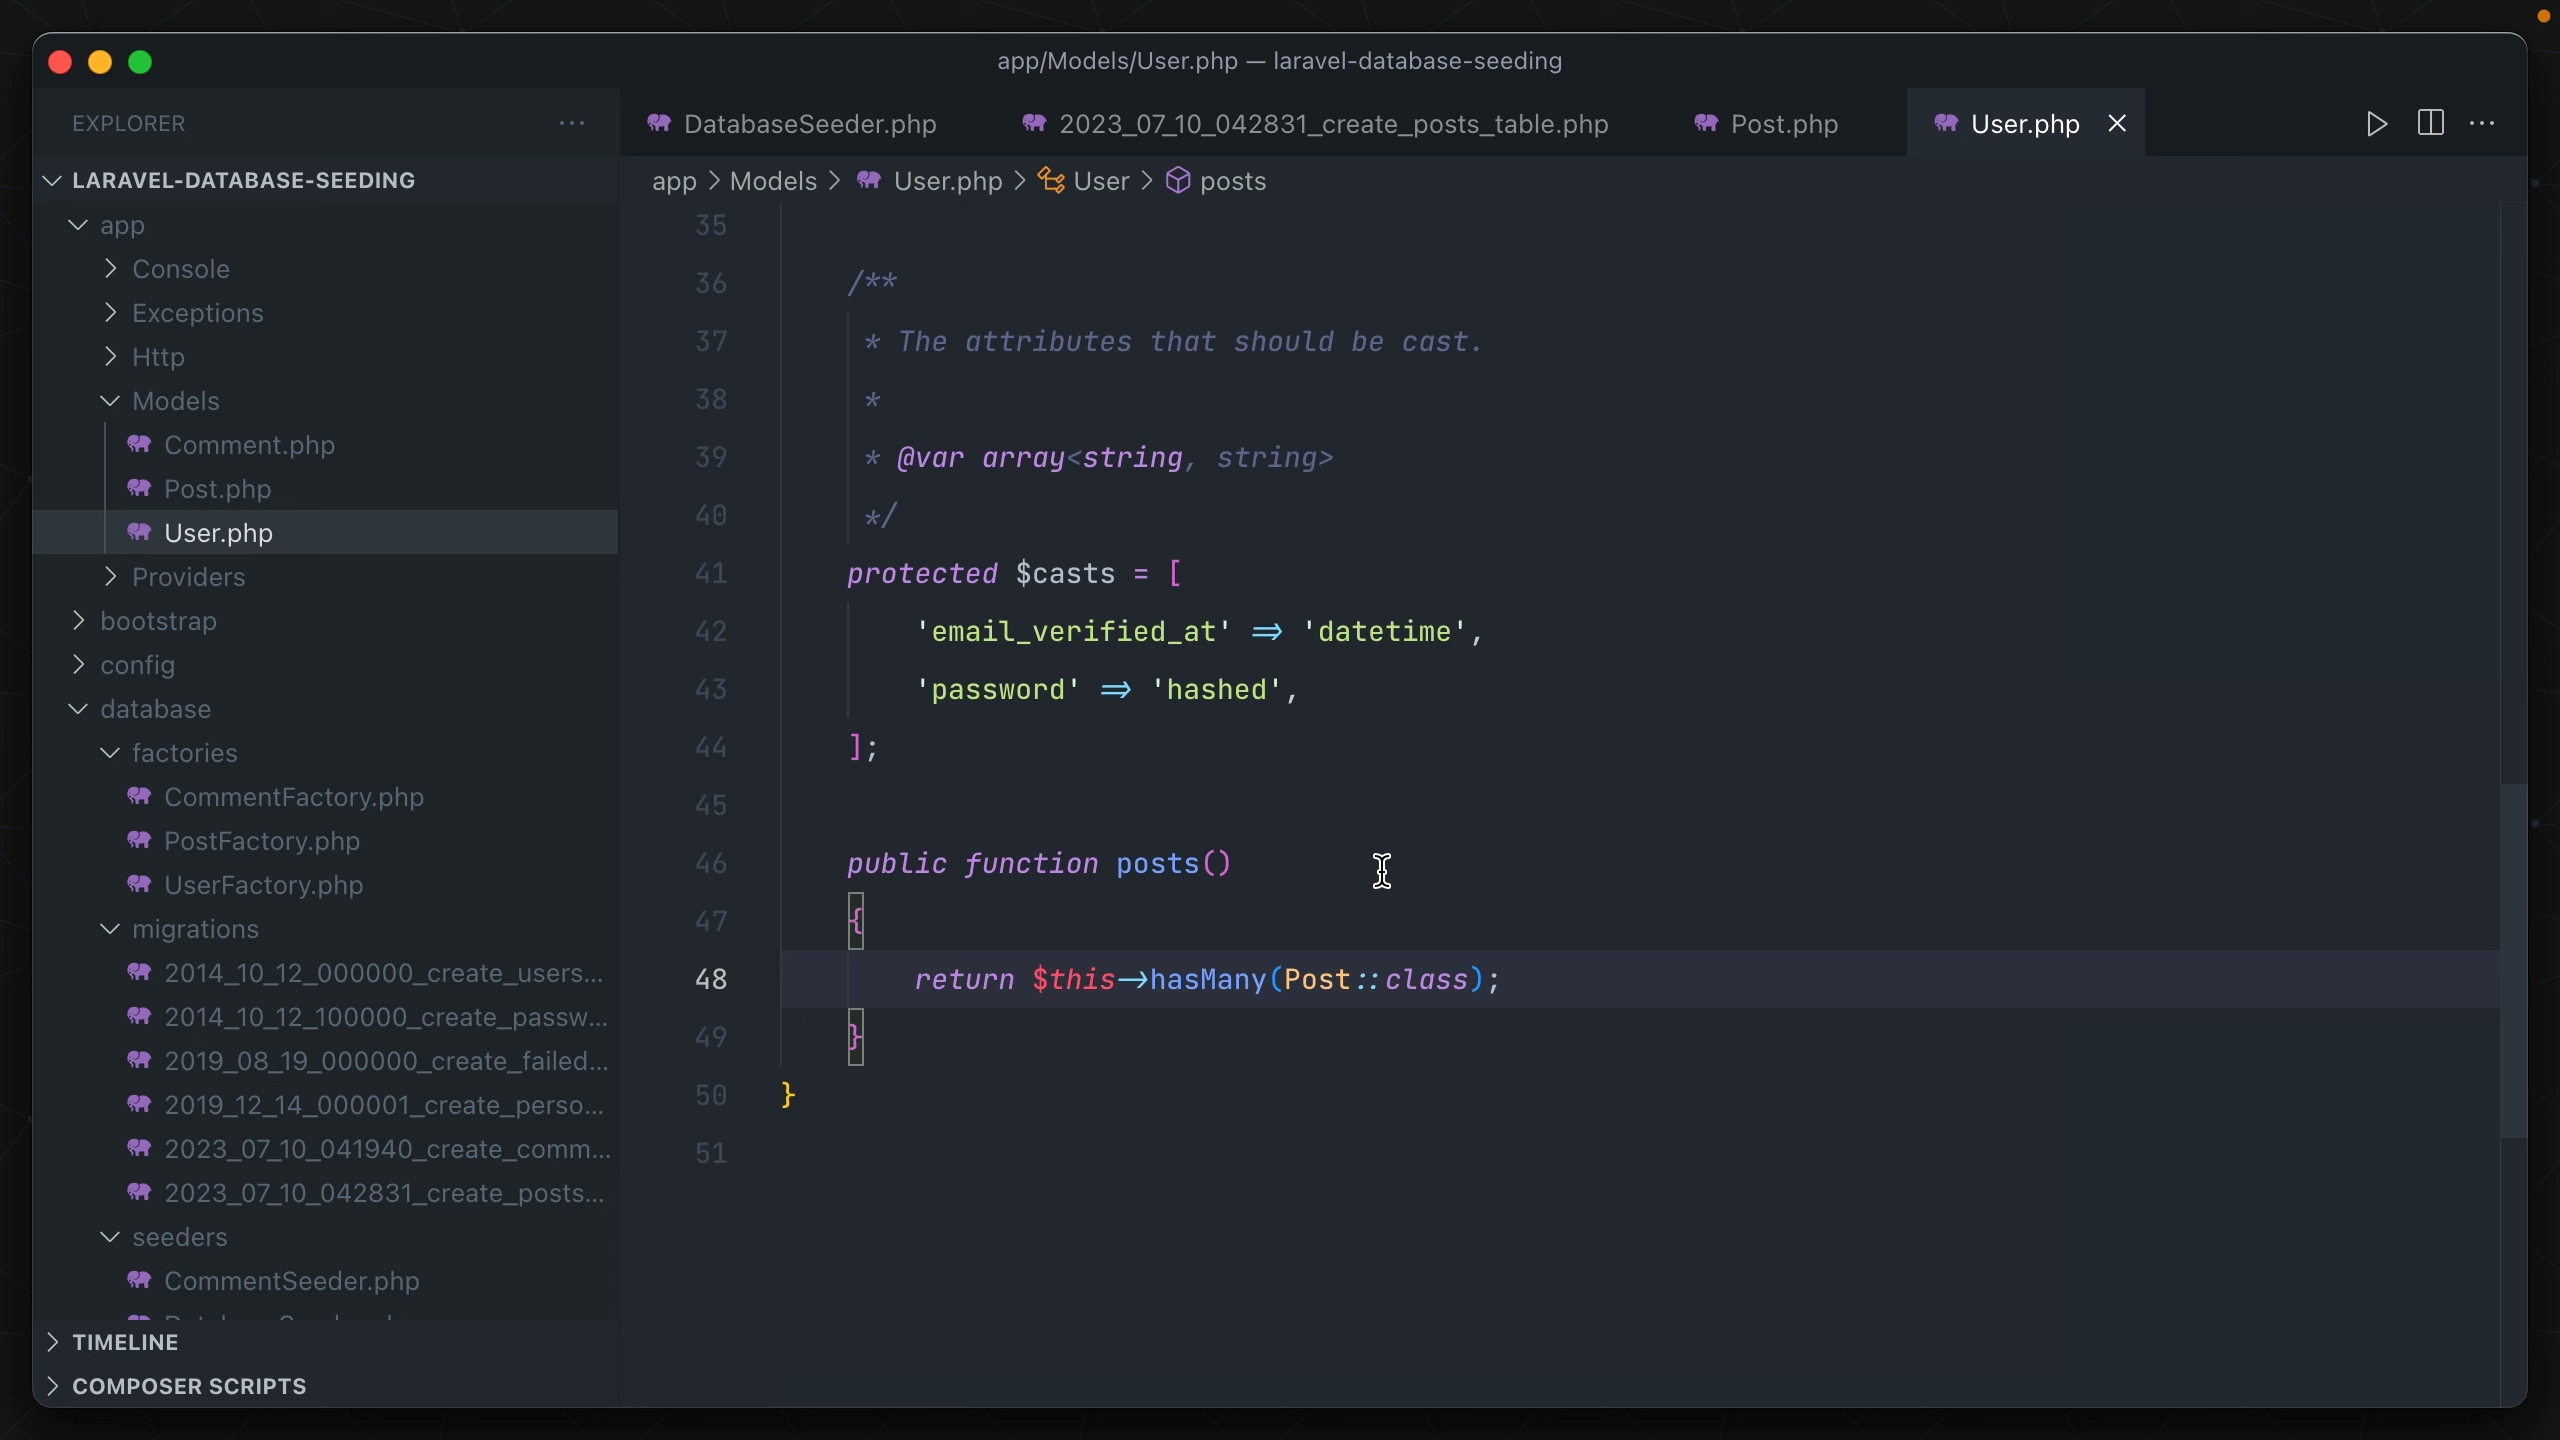 app/Models/User.php — laravel-database-seeding
EXPLORER
LARAVEL-DATABASE-SEEDING
app
Console
Exceptions
Http
Models
Comment.php
Post.php
User.php
Providers
bootstrap
config
database
factories
CommentFactory.php
PostFactory.php
UserFactory.php
migrations
2014_10_12_000000_create_users...
2014_10_12_100000_create_passw...
2019_08_19_000000_create_failed...
2019_12_14_000001_create_perso...
2023_07_10_041940_create_comm...
2023_07_10_042831_create_posts...
seeders
CommentSeeder.php
TIMELINE
COMPOSER SCRIPTS
DatabaseSeeder.php 2023_07_10_042831_create_posts_table.php Post.php User.php
app > Models > User.php > User > posts
35
36 /**
37 * The attributes that should be cast.
38 *
39 * @var array<string, string>
40 */
41 protected $casts = [
42 'email_verified_at' => 'datetime',
43 'password' => 'hashed',
44 ];
45
46 public function posts()
47 {
48 return $this->hasMany(Post::class);
49 }
50 }
51